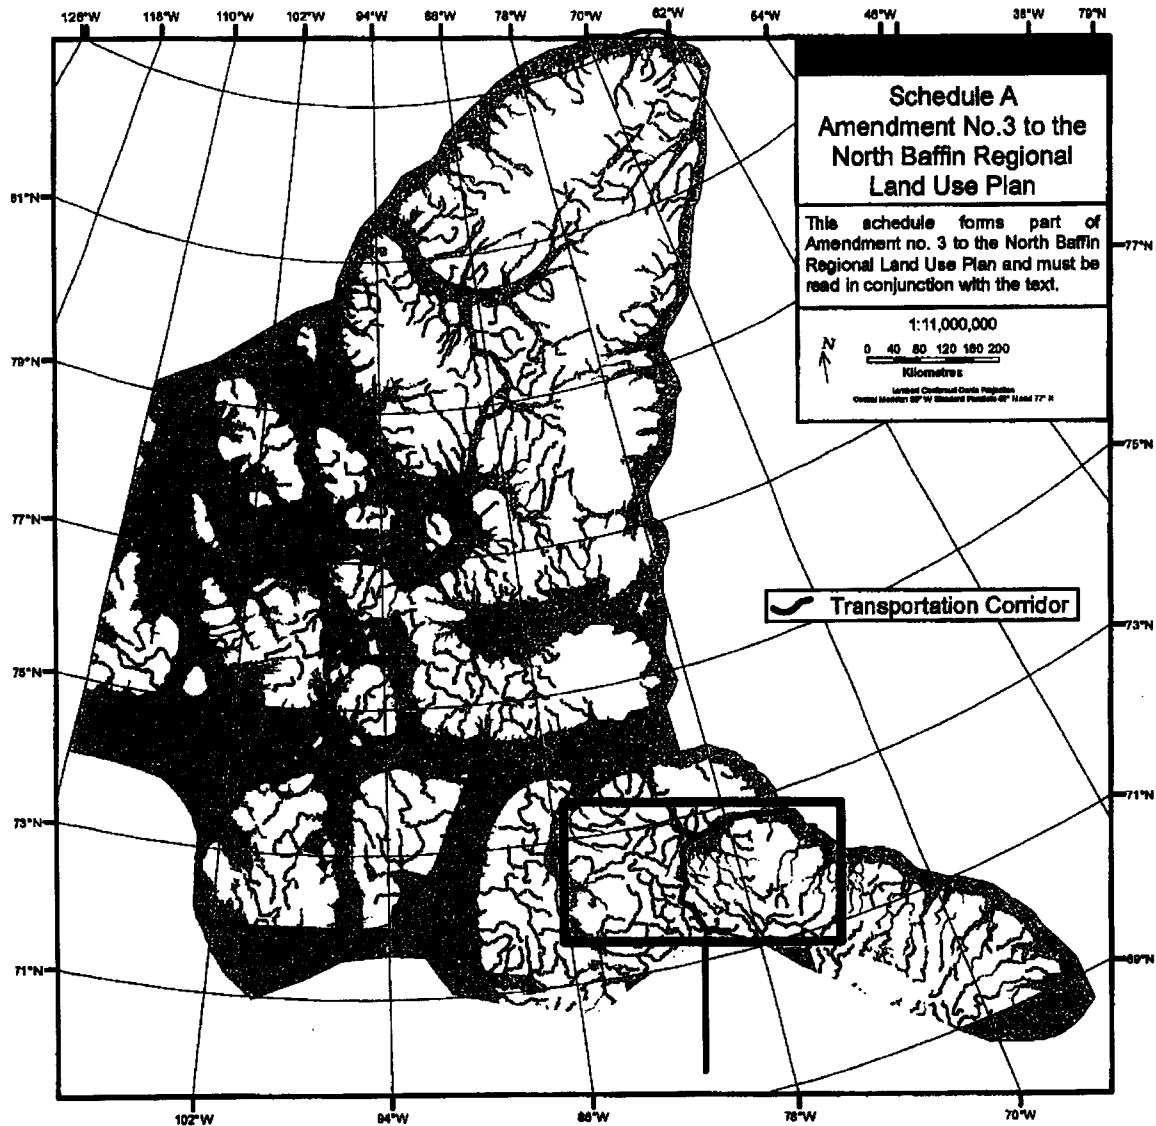 126°W 118°W 110°W 102°W 94°W 86°W 78°W 70°W 62°W 54°W 46°W 38°W 79°N
Schedule A
Amendment No.3 to the
North Baffin Regional
Land Use Plan
This schedule forms part of
Amendment no. 3 to the North Baffin
Regional Land Use Plan and must be
read in conjunction with the text.
1:11,000,000
N
0 40 80 120 160 200
Kilometres
Lambert Conformal Conic Projection
81°N
77°N
79°N
75°N
77°N
Transportation Corridor
73°N
75°N
71°N
73°N
69°N
71°N
102°W 94°W 86°W 78°W 70°W